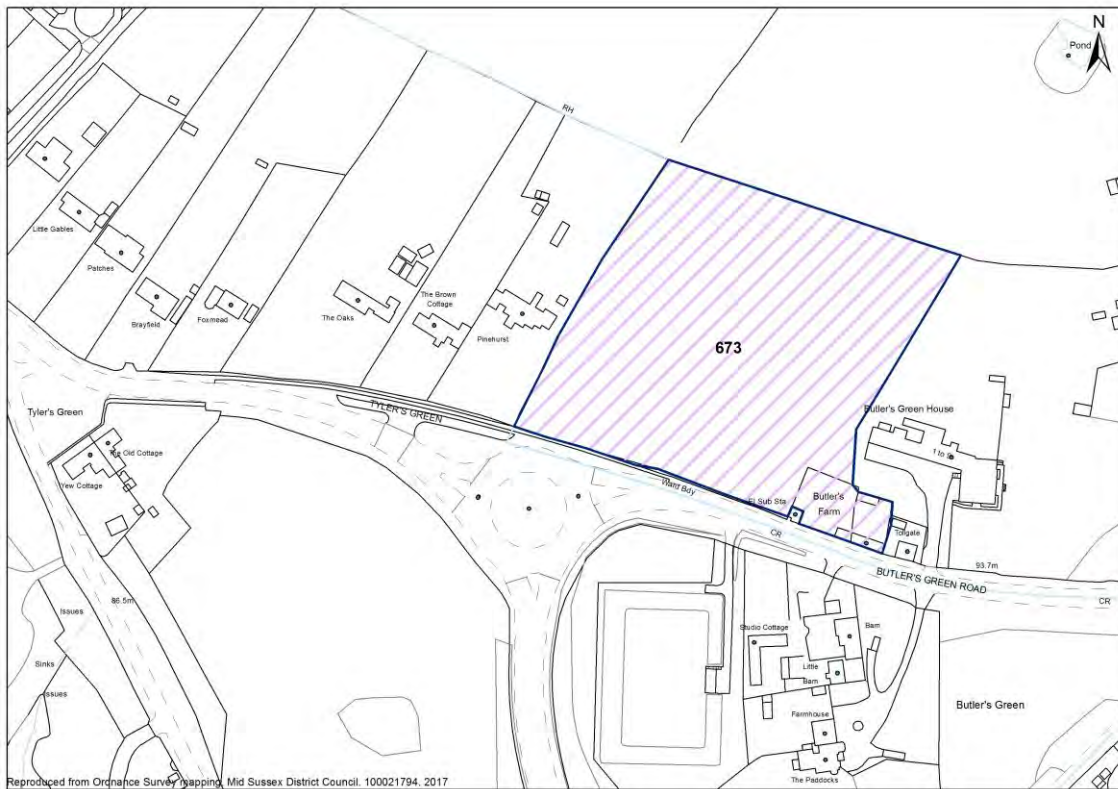 N
Pond
RH
Little Gables
Patches
Brayfield
Foxmead
The Oaks
The Brown
Cottage
Pinehurst
673
Tyler's Green
TYLER'S GREEN
The Old Cottage
Yew Cottage
Butler's Green House
1 to 9
Ward Bdy
El Sub Sta
Butler's
Farm
Tollgate
CR
93.7m
BUTLER'S GREEN ROAD
CR
86.5m
Issues
Sinks
Issues
Studio Cottage
Barn
Little
Barn
Farmhouse
Butler's Green
The Paddocks
Reproduced from Ordnance Survey mapping, Mid Sussex District Council. 100021794. 2017